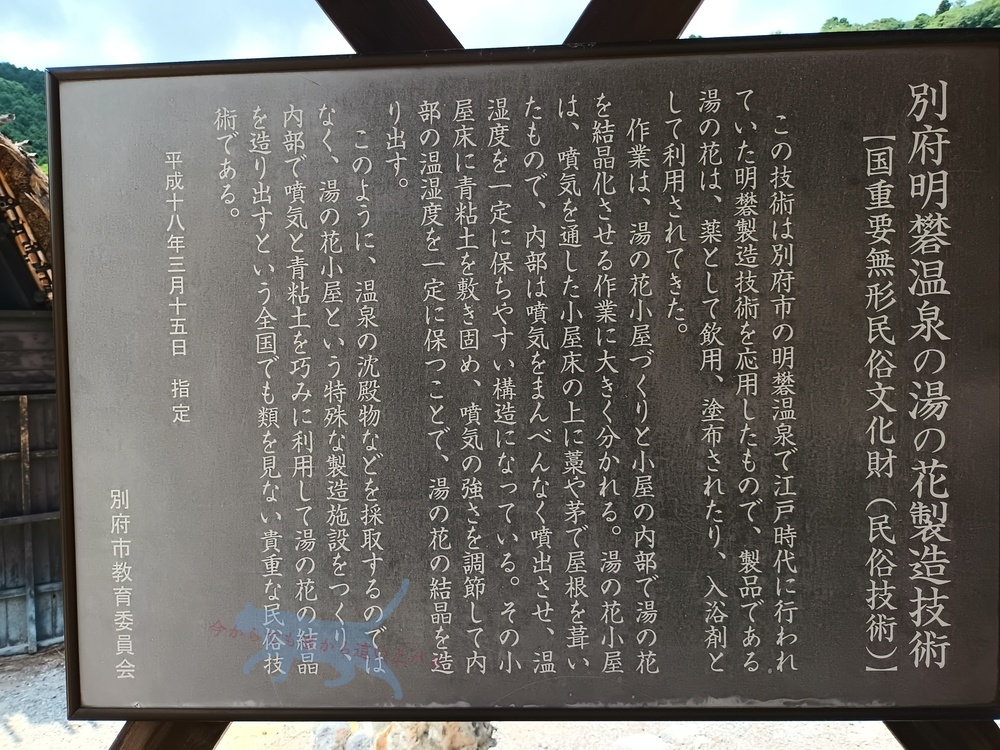 別府明礬温泉の湯の花製造技術
【国重要無形民俗文化財(民俗技術)】
この技術は別府市の明礬温泉で江戸時代に行われ
ていた明礬製造技術を応用したもので、製品である
湯の花は、薬として飲用、塗布されたり、入浴剤と
して利用されてきた。
作業は、湯の花小屋づくりと小屋の内部で湯の花
を結晶化させる作業に大きく分かれる。湯の花小屋
は、噴気を通した小屋床の上に藁や茅で屋根を葺い
たもので、内部は噴気をまんべんなく噴出させ、温
湿度を一定に保ちやすい構造になっている。その小
屋床に青粘土を敷き固め、噴気の強さを調節して内
部の温湿度を一定に保つことで、湯の花の結晶を造
り出す。
このように、温泉の沈殿物などを採取するのでは
なく、湯の花小屋という特殊な製造施設をつくり、
内部で噴気と青粘土を巧みに利用して湯の花の結晶
を造り出すという全国でも類を見ない貴重な民俗技
術である。
平成十八年三月十五日 指定
別府市教育委員会